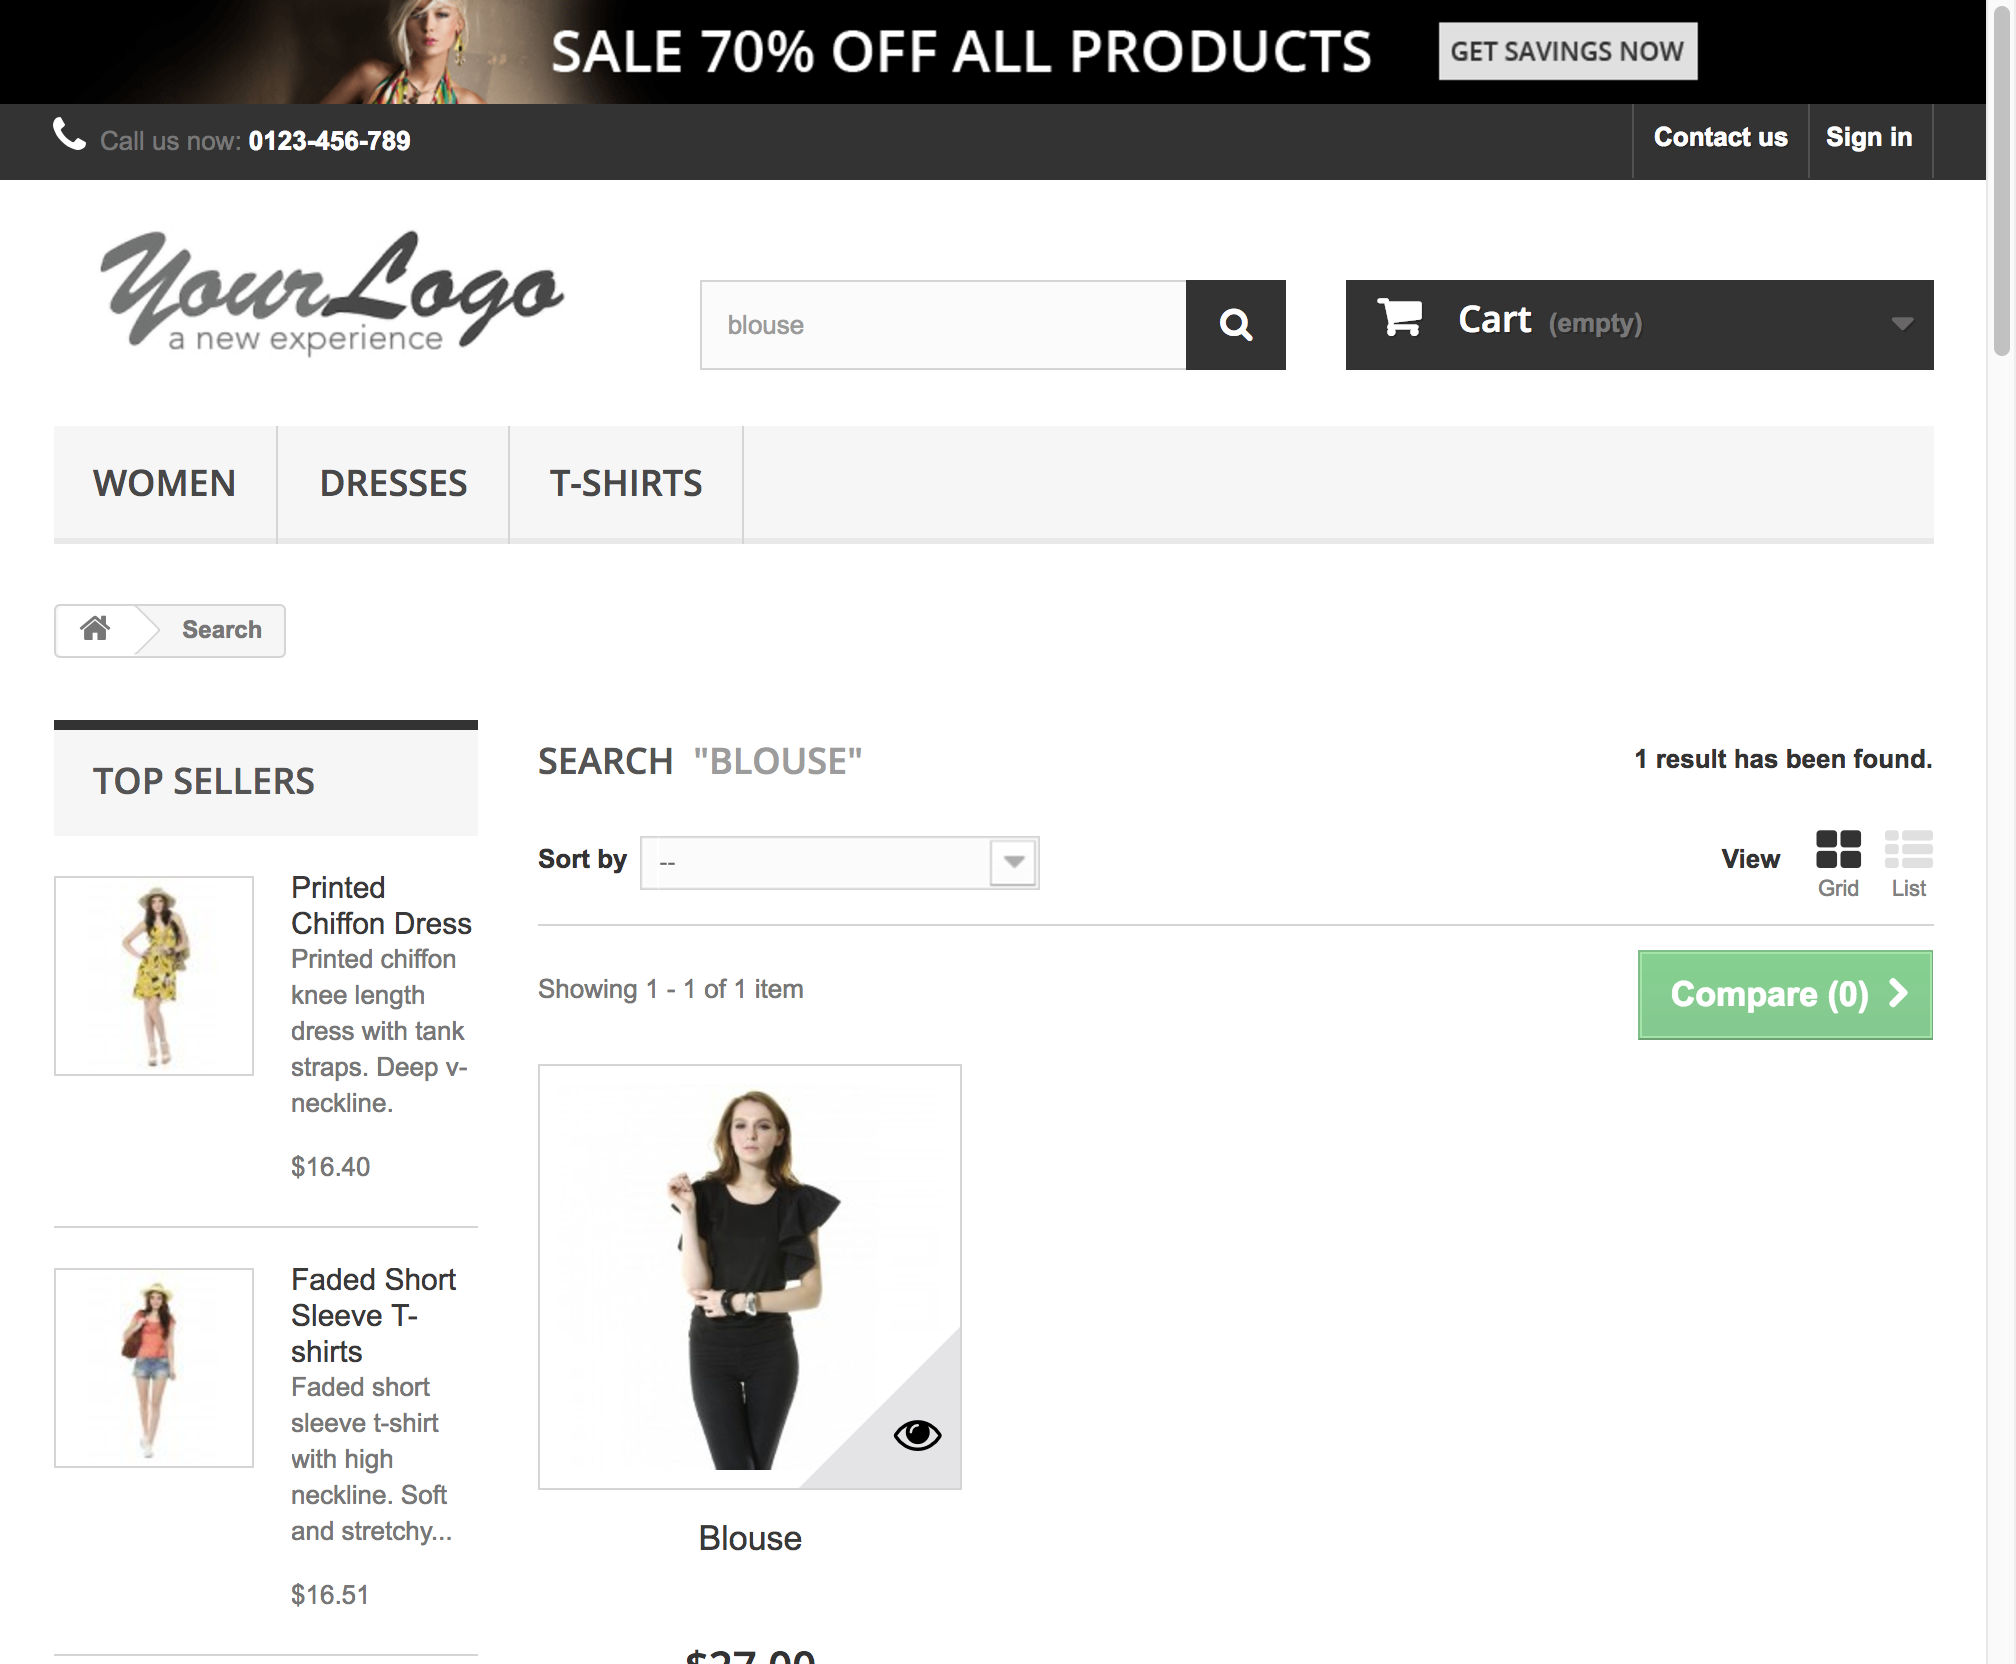 SALE 70% OFF ALL PRODUCTS
GET SAVINGS NOW
Call us now: 0123-456-789
Contact us
Sign in
YourLogo
a new experience
blouse
Cart (empty)
WOMEN
DRESSES
T-SHIRTS
Search
TOP SELLERS
Printed
Chiffon Dress
Printed chiffon
knee length
dress with tank
straps. Deep v-
neckline.
$16.40
Faded Short
Sleeve T-
shirts
Faded short
sleeve t-shirt
with high
neckline. Soft
and stretchy...
$16.51
SEARCH "BLOUSE"
1 result has been found.
Sort by --
View
Grid
List
Showing 1 - 1 of 1 item
Compare (0)
Blouse
$27.00